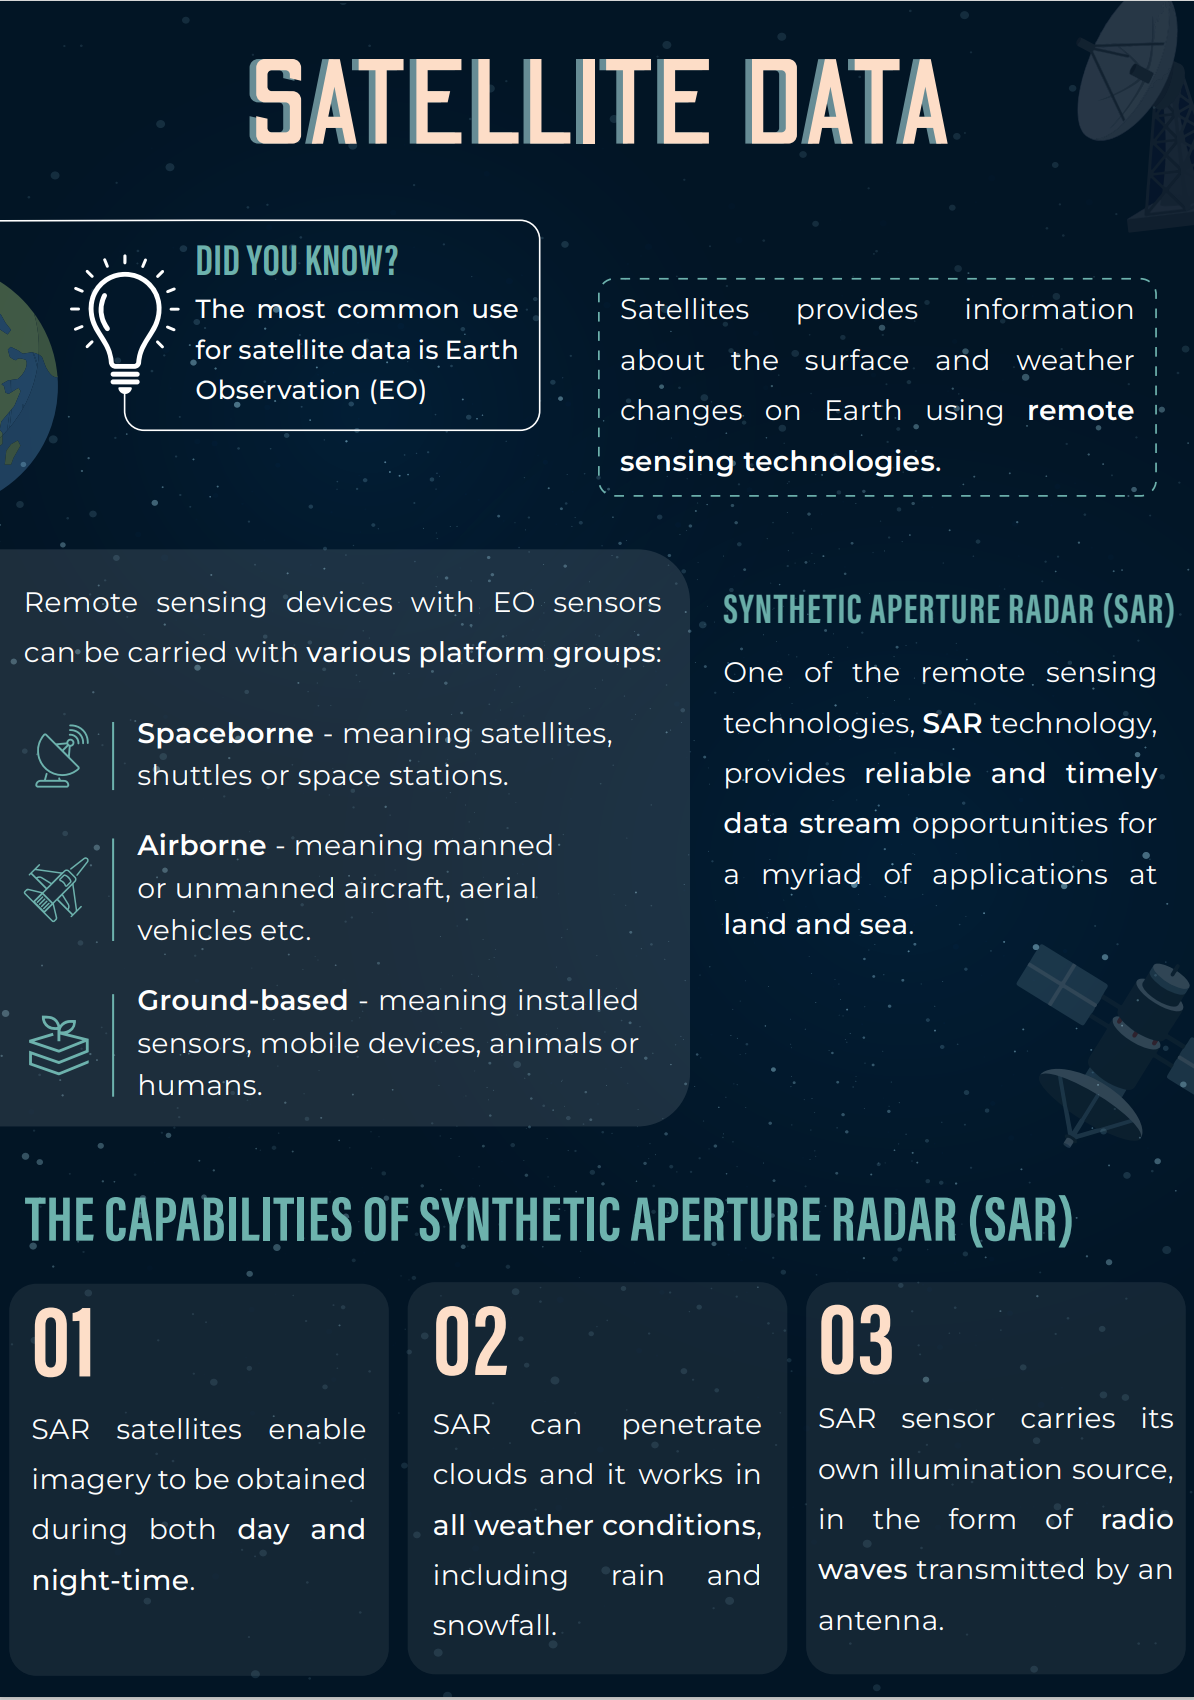 SATELLITE DATA
DID YOU KNOW?
The most common use
for satellite data is Earth
Observation (EO)
Satellites provides information
about the surface and weather
changes on Earth using remote
sensing technologies.
Remote sensing devices with EO sensors
can be carried with various platform groups:
Spaceborne - meaning satellites,
shuttles or space stations.
Airborne - meaning manned
or unmanned aircraft, aerial
vehicles etc.
Ground-based - meaning installed
sensors, mobile devices, animals or
humans.
SYNTHETIC APERTURE RADAR (SAR)
One of the remote sensing
technologies, SAR technology,
provides reliable and timely
data stream opportunities for
a myriad of applications at
land and sea.
THE CAPABILITIES OF SYNTHETIC APERTURE RADAR (SAR)
01
SAR satellites enable
imagery to be obtained
during both day and
night-time.
02
SAR can penetrate
clouds and it works in
all weather conditions,
including rain and
snowfall.
03
SAR sensor carries its
own illumination source,
in the form of radio
waves transmitted by an
antenna.